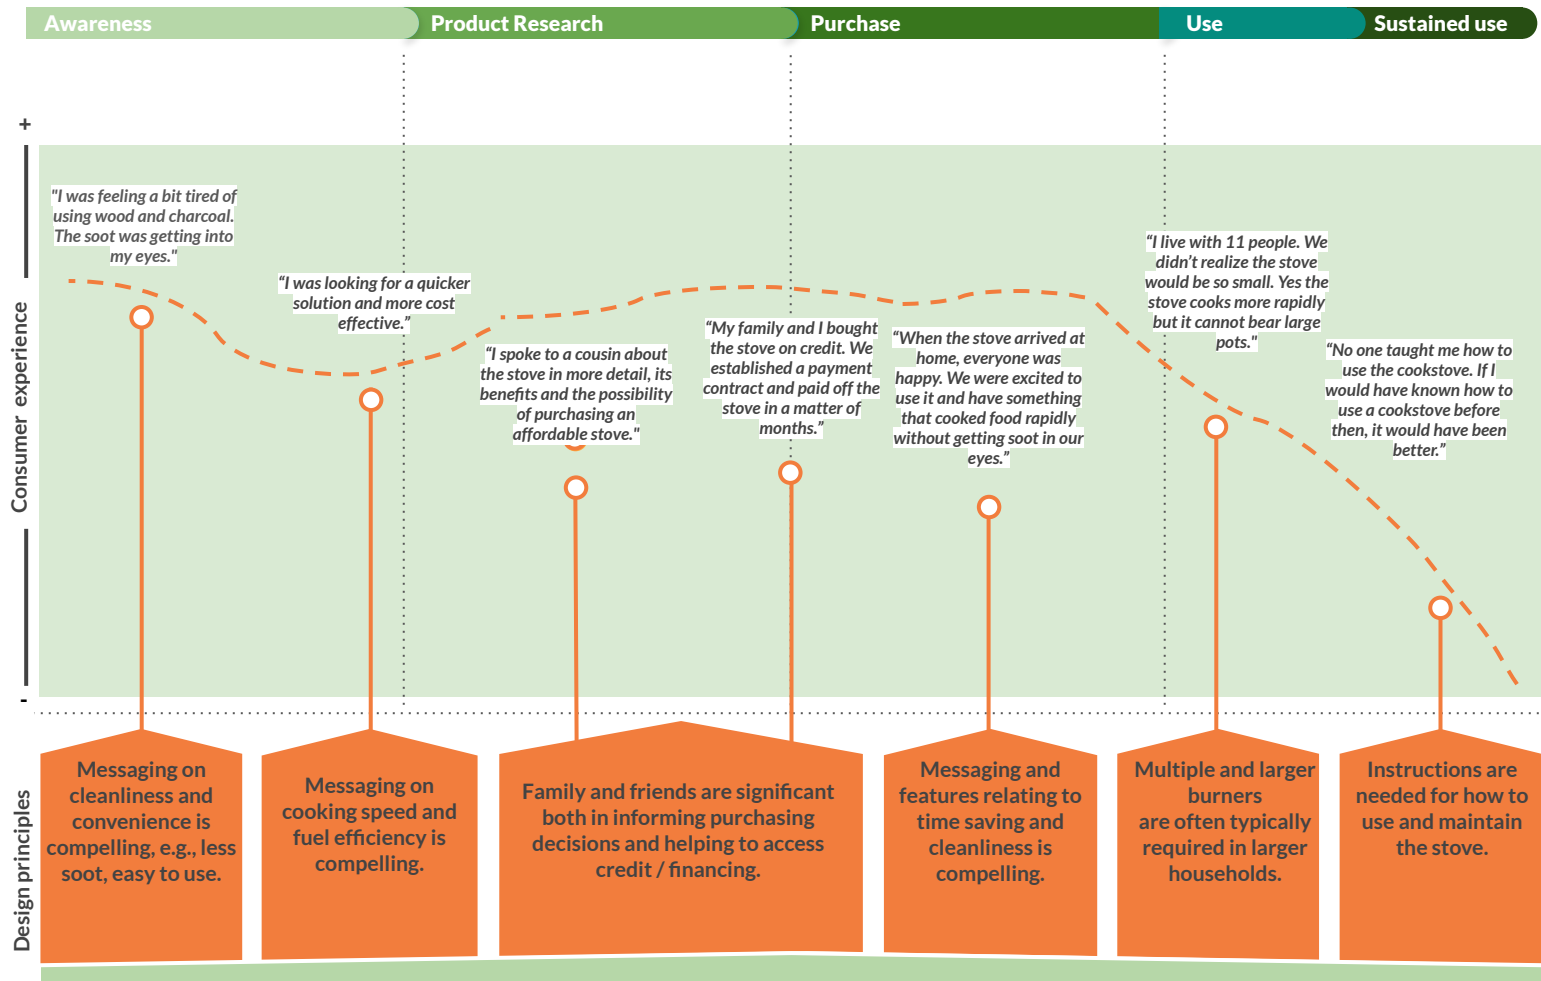 Awareness
Product Research
Purchase
Use
Sustained use
+
Consumer experience
-
"I was feeling a bit tired of
using wood and charcoal.
The soot was getting into
my eyes."
“I was looking for a quicker
solution and more cost
effective.”
“I spoke to a cousin about
the stove in more detail, its
benefits and the possibility
of purchasing an
affordable stove."
“My family and I bought
the stove on credit. We
established a payment
contract and paid off the
stove in a matter of
months.”
“When the stove arrived at
home, everyone was
happy. We were excited to
use it and have something
that cooked food rapidly
without getting soot in our
eyes.”
“I live with 11 people. We
didn’t realize the stove
would be so small. Yes the
stove cooks more rapidly
but it cannot bear large
pots."
“No one taught me how to
use the cookstove. If I
would have known how to
use a cookstove before
then, it would have been
better.”
Design principles
Messaging on
cleanliness and
convenience is
compelling, e.g., less
soot, easy to use.
Messaging on
cooking speed and
fuel efficiency is
compelling.
Family and friends are significant
both in informing purchasing
decisions and helping to access
credit / financing.
Messaging and
features relating to
time saving and
cleanliness is
compelling.
Multiple and larger
burners
are often typically
required in larger
households.
Instructions are
needed for how to
use and maintain
the stove.